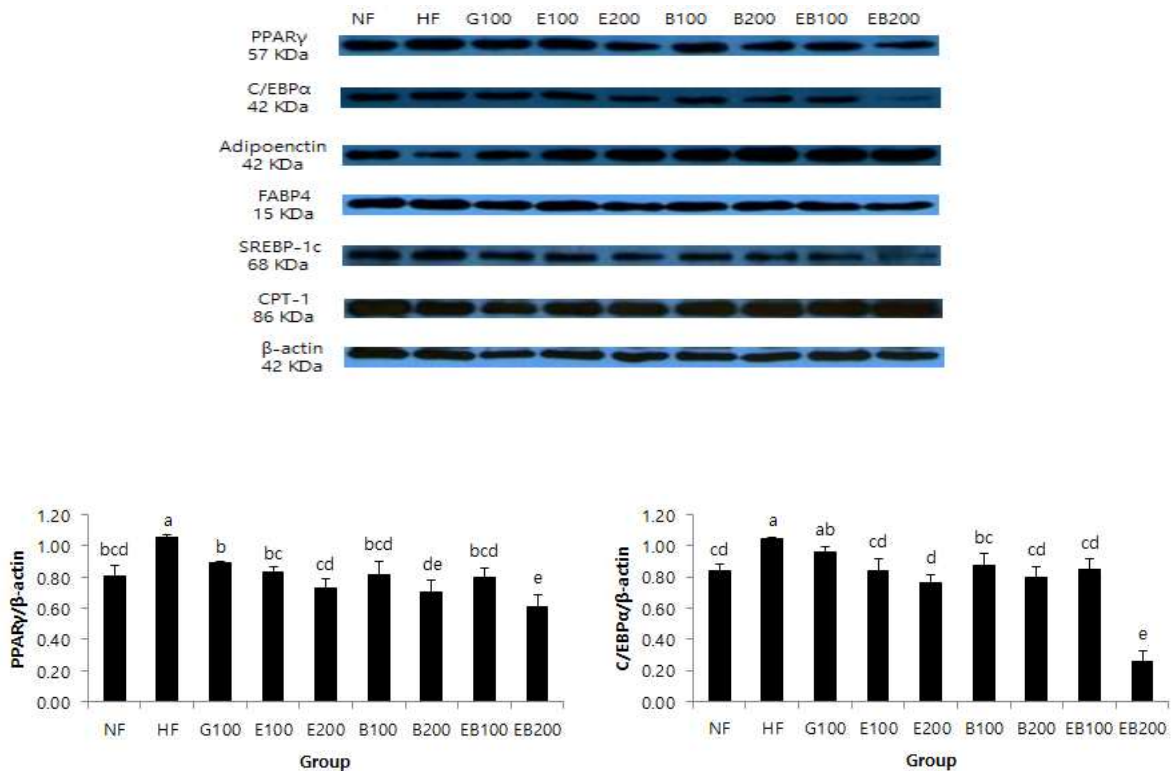 NF HF G100 E100 E200 B100 B200 EB100 EB200
PPARγ
57 KDa
C/EBPα
42 KDa
Adipoenctin
42 KDa
FABP4
15 KDa
SREBP-1c
68 KDa
CPT-1
86 KDa
β-actin
42 KDa
PPARγ/β-actin
1.20
1.00
0.80
0.60
0.40
0.20
0.00
bcd a b bc cd bcd de bcd e
NF HF G100 E100 E200 B100 B200 EB100 EB200
Group
C/EBPα/β-actin
1.20
1.00
0.80
0.60
0.40
0.20
0.00
cd a ab cd d bc cd cd e
NF HF G100 E100 E200 B100 B200 EB100 EB200
Group